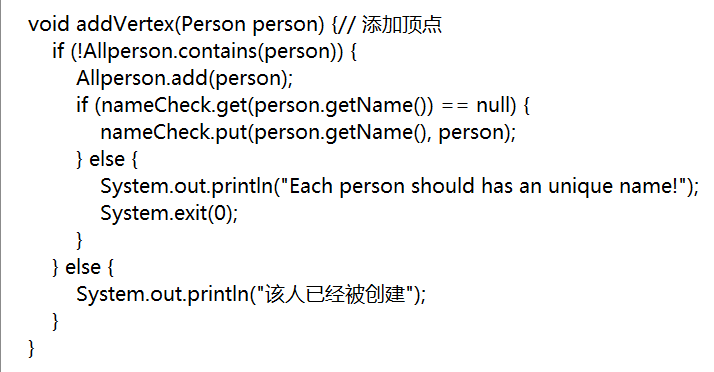 void addVertex(Person person) {// 添加顶点
if (!Allperson.contains(person)) {
Allperson.add(person);
if (nameCheck.get(person.getName()) == null) {
nameCheck.put(person.getName(), person);
} else {
System.out.println("Each person should has an unique name!");
System.exit(0);
}
} else {
System.out.println("该人已经被创建");
}
}